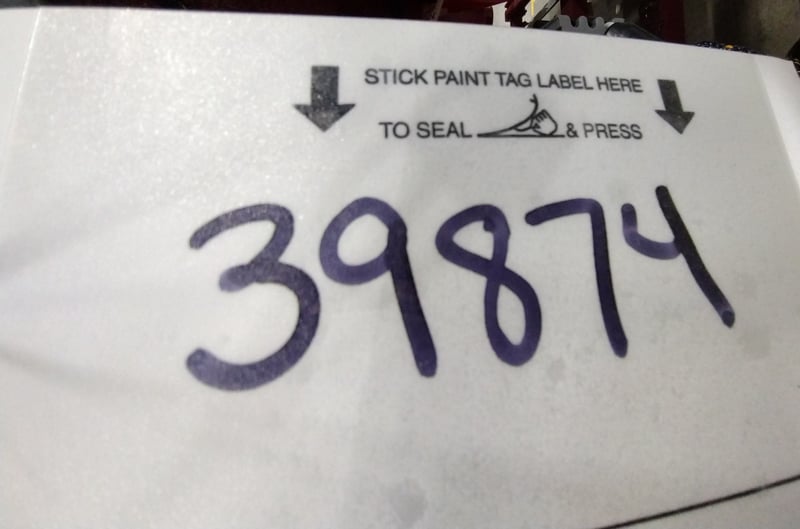 STICK PAINT TAG LABEL HERE
TO SEAL & PRESS
39874